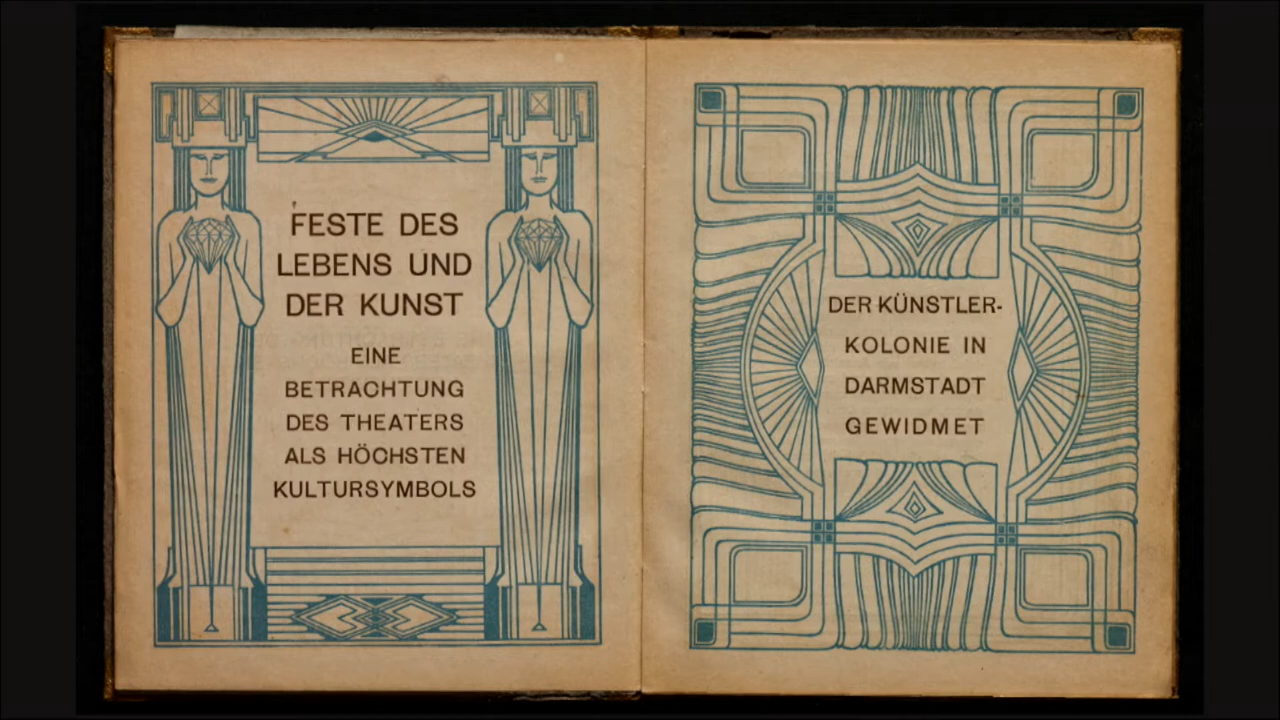 FESTE DES
LEBENS UND
DER KUNST
EINE
BETRACHTUNG
DES THEATERS
ALS HÖCHSTEN
KULTURSYMBOLS
DER KÜNSTLER-
KOLONIE IN
DARMSTADT
GEWIDMET